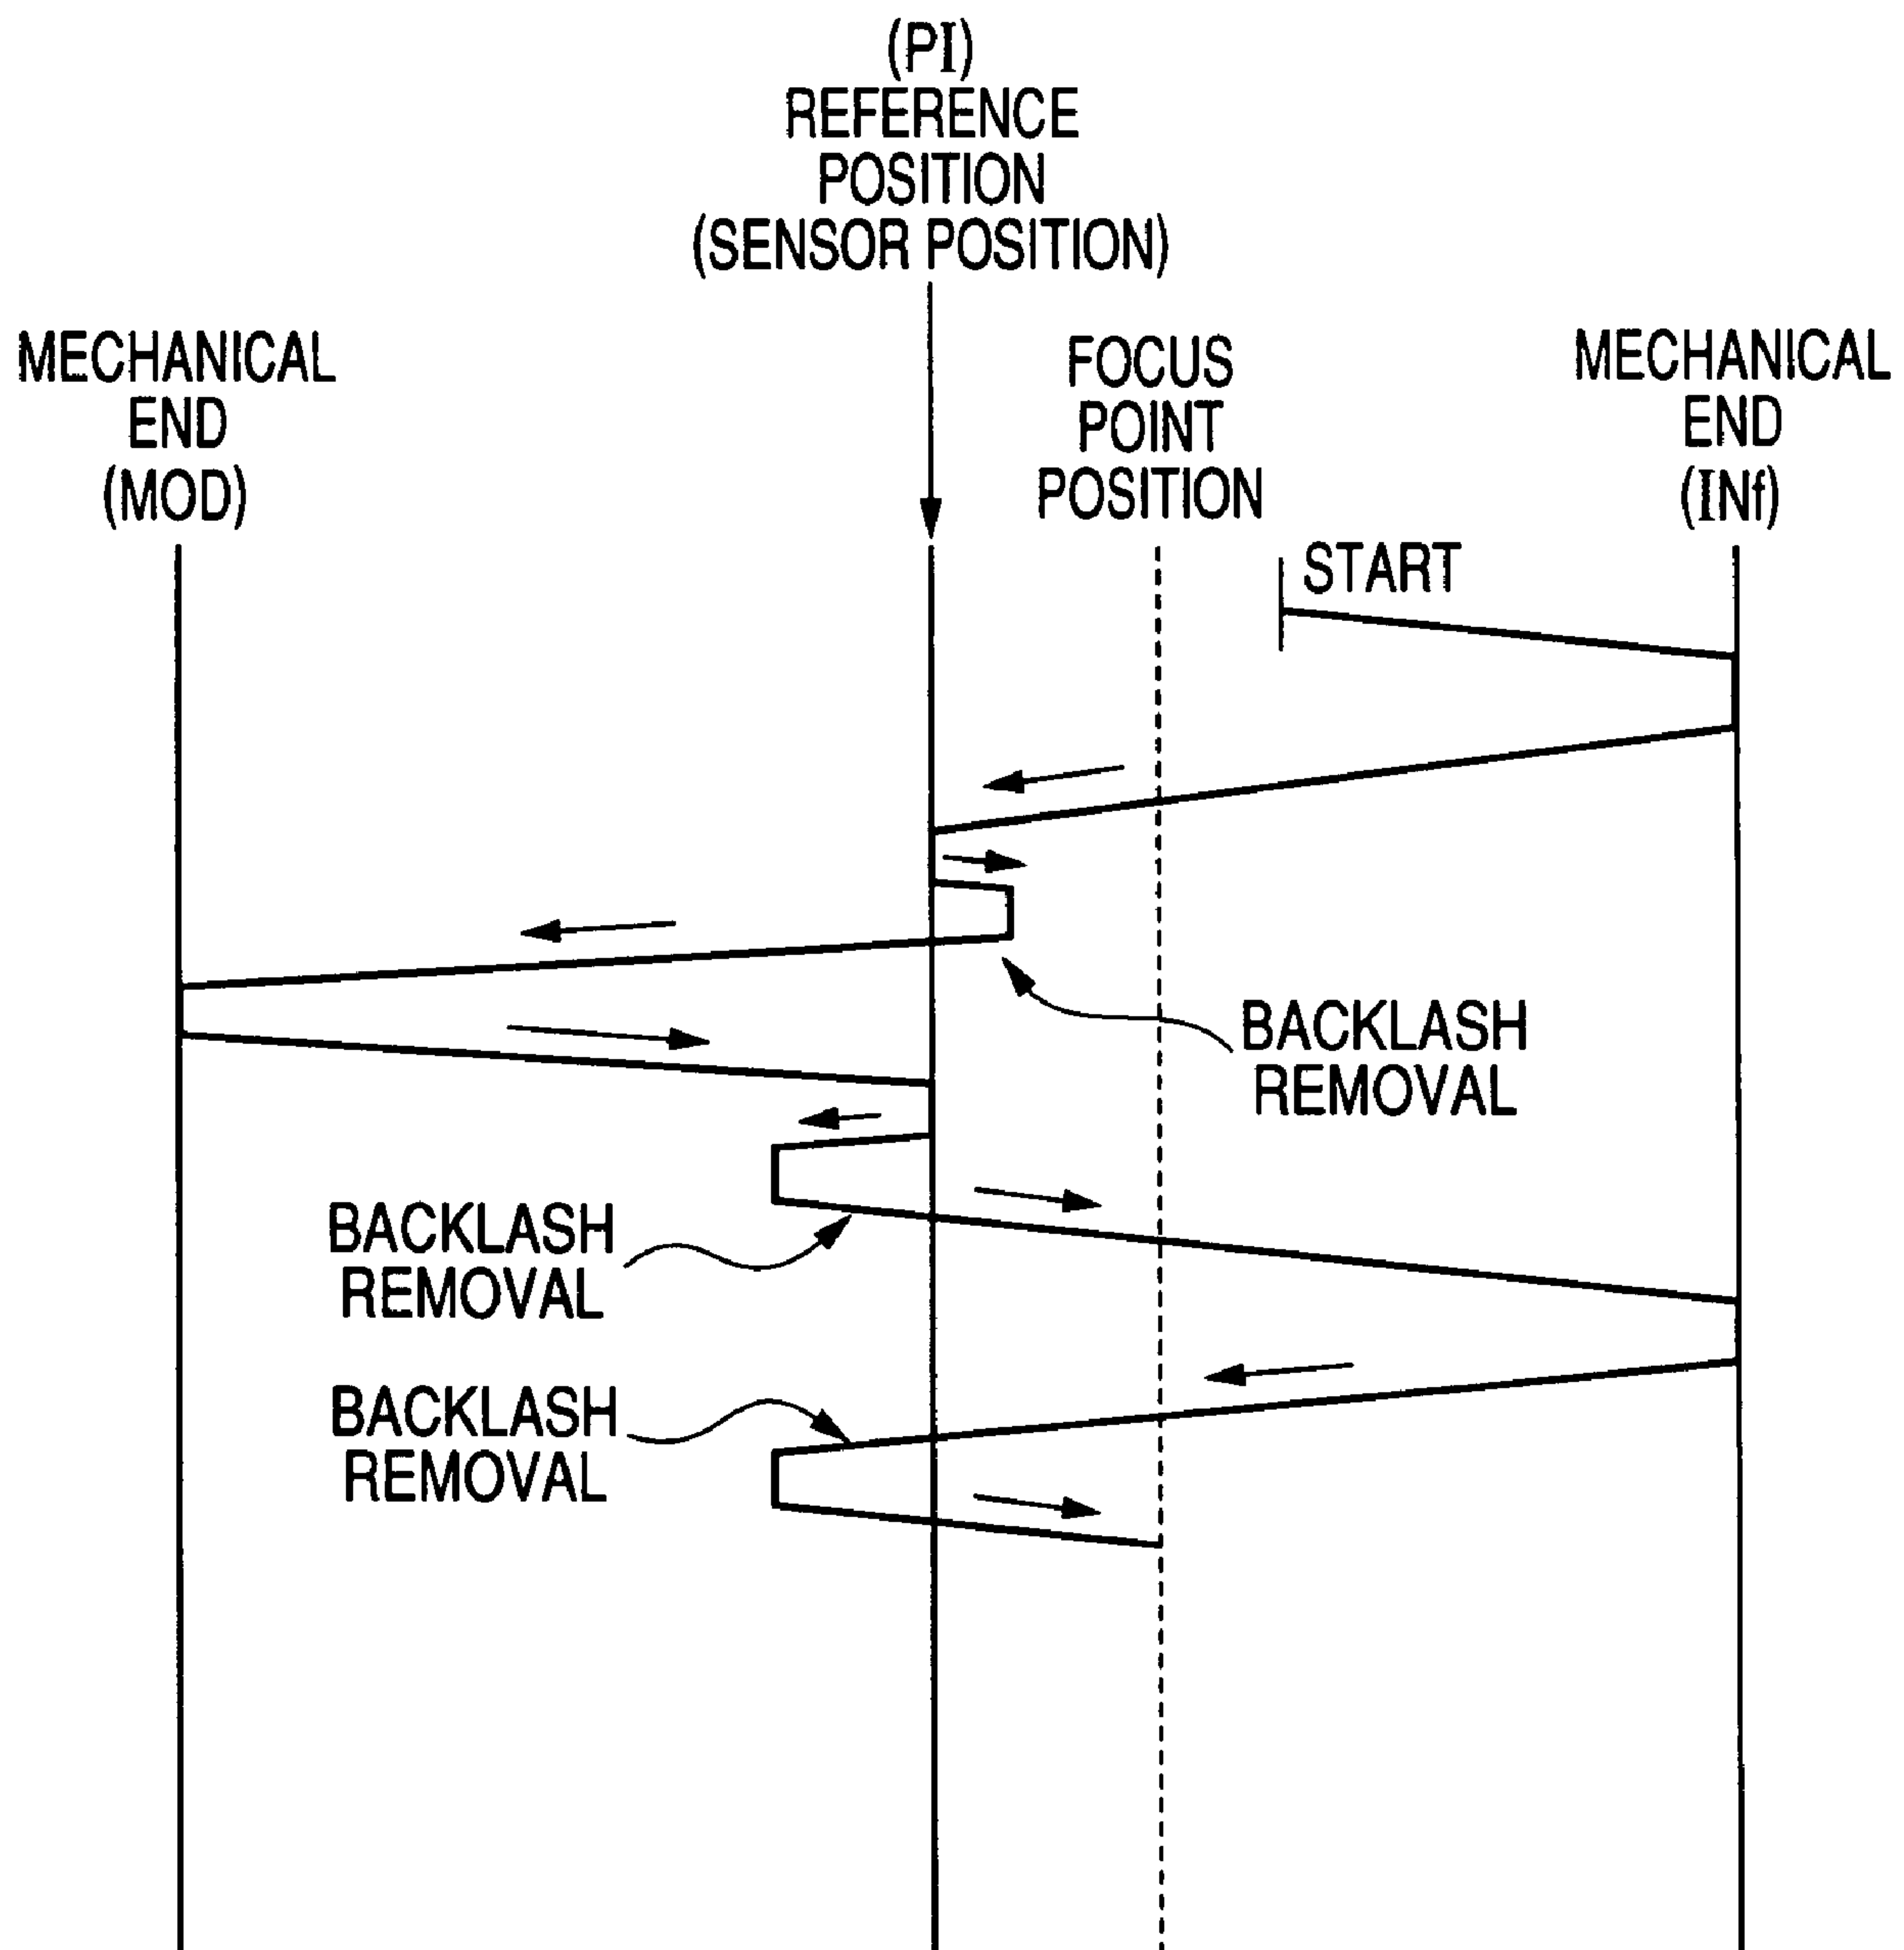 (PI)
REFERENCE
POSITION
(SENSOR POSITION)
MECHANICAL
END
(MOD)
FOCUS
POINT
POSITION
MECHANICAL
END
(INf)
START
BACKLASH
REMOVAL
BACKLASH
REMOVAL
BACKLASH
REMOVAL